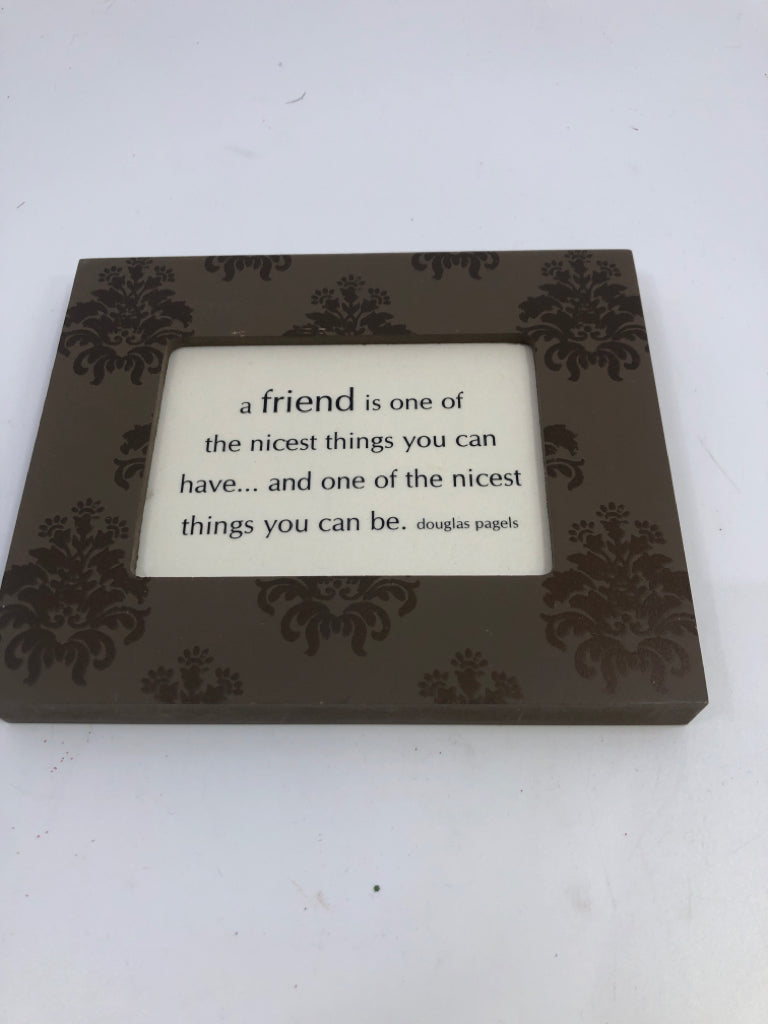 a friend is one of
the nicest things you can
have... and one of the nicest
things you can be. douglas pagels